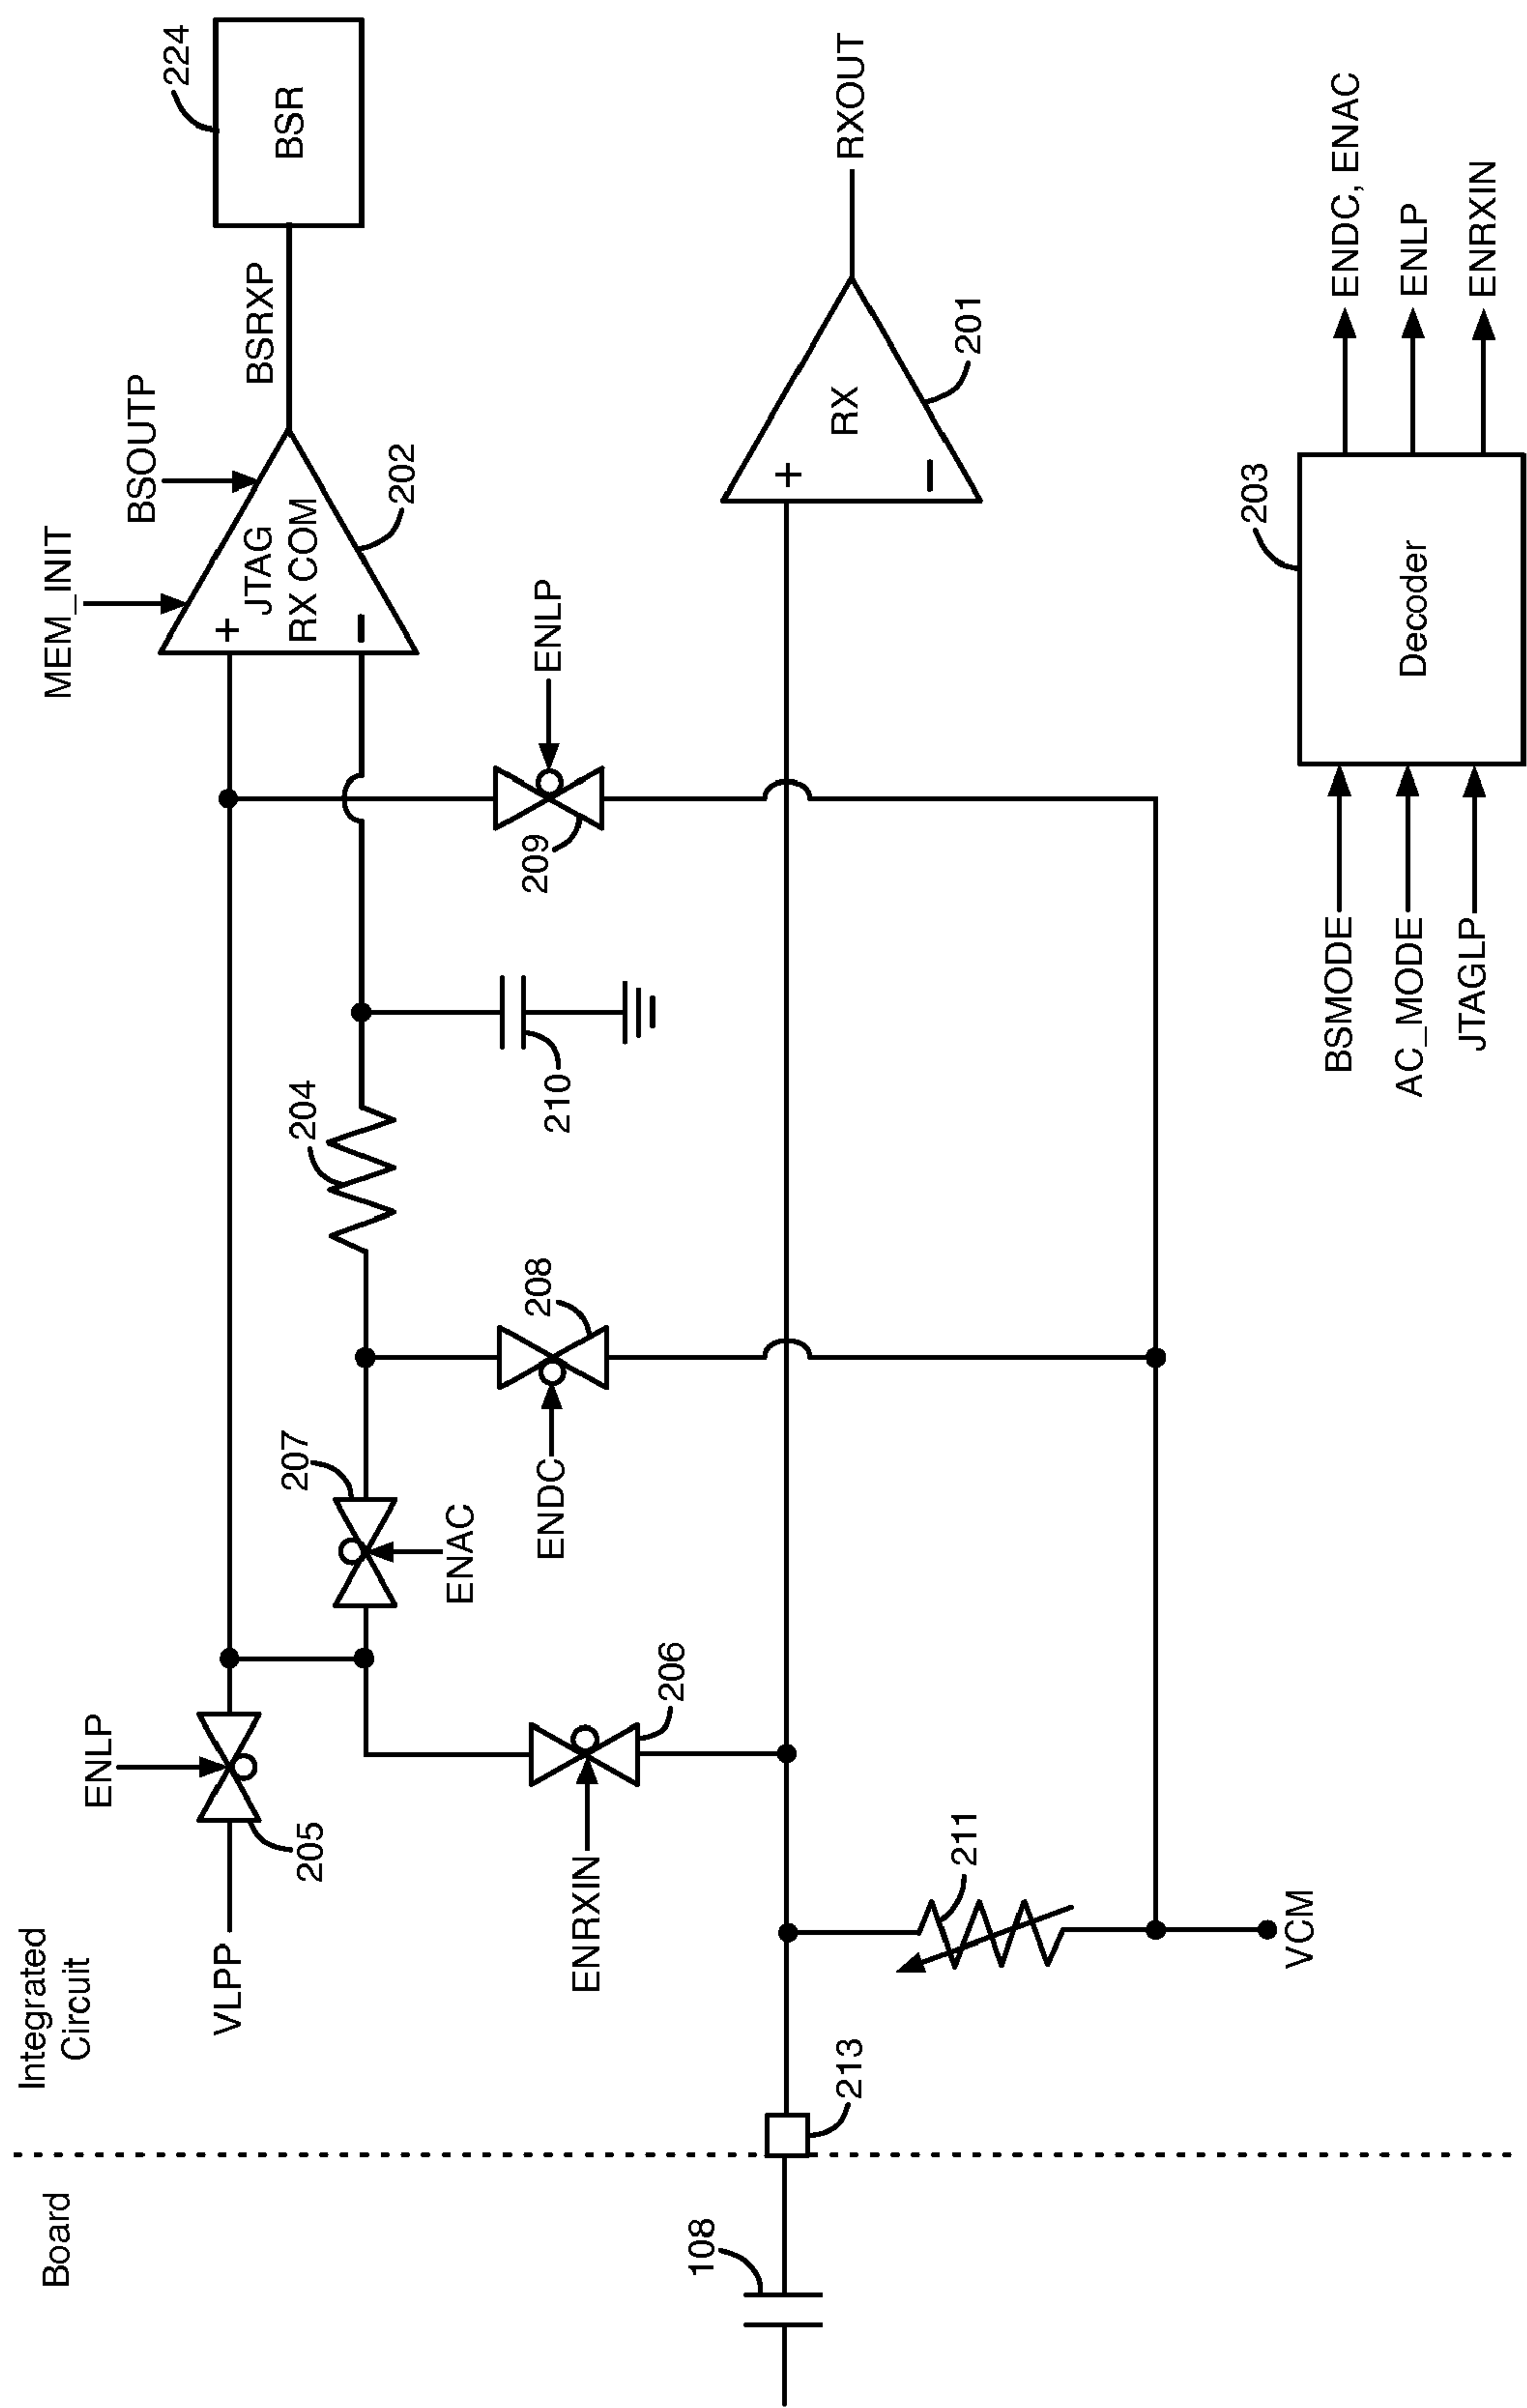 Board
Integrated
Circuit
108
213
VLPP
ENLP
205
ENRXIN
206
207
ENAC
ENDC
208
204
210
209
ENLP
211
VCM
MEM_INIT
BSOUTP
+
JTAG
RX COM
−
202
BSRXP
BSR
224
+
RX
−
201
RXOUT
BSMODE
AC_MODE
JTAGLP
Decoder
203
ENDC, ENAC
ENLP
ENRXIN